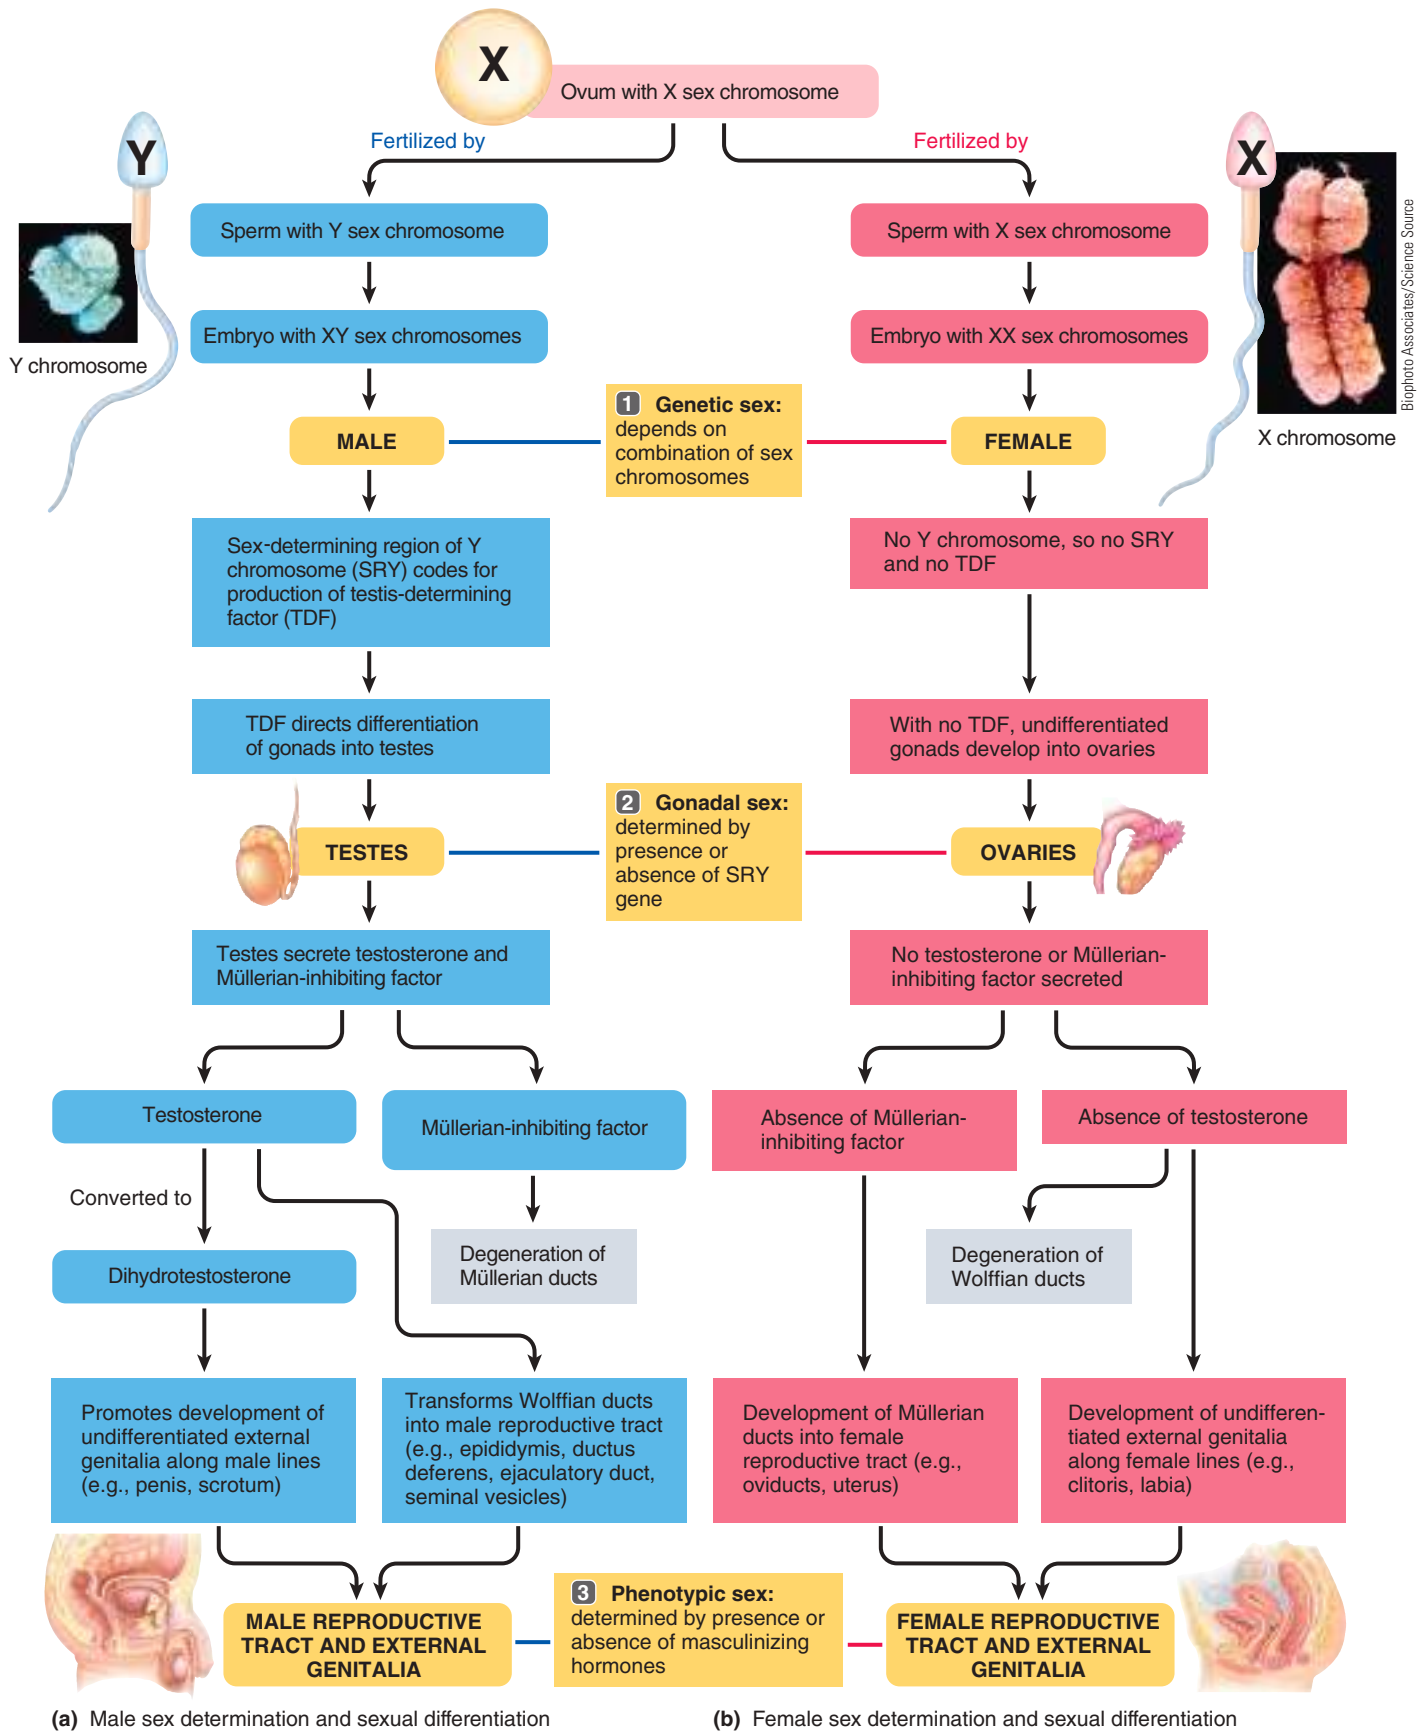 X
Ovum with X sex chromosome
Fertilized by
Fertilized by
Y
X
Sperm with Y sex chromosome
Sperm with X sex chromosome
Y chromosome
Embryo with XY sex chromosomes
Embryo with XX sex chromosomes
Biophoto Associates/Science Source
X chromosome
MALE
1 Genetic sex:
depends on
combination of sex
chromosomes
FEMALE
Sex-determining region of Y
chromosome (SRY) codes for
production of testis-determining
factor (TDF)
No Y chromosome, so no SRY
and no TDF
TDF directs differentiation
of gonads into testes
With no TDF, undifferentiated
gonads develop into ovaries
TESTES
2 Gonadal sex:
determined by
presence or
absence of SRY
gene
OVARIES
Testes secrete testosterone and
Müllerian-inhibiting factor
No testosterone or Müllerian-
inhibiting factor secreted
Testosterone
Müllerian-inhibiting factor
Absence of Müllerian-
inhibiting factor
Absence of testosterone
Converted to
Dihydrotestosterone
Degeneration of
Müllerian ducts
Degeneration of
Wolffian ducts
Promotes development of
undifferentiated external
genitalia along male lines
(e.g., penis, scrotum)
Transforms Wolffian ducts
into male reproductive tract
(e.g., epididymis, ductus
deferens, ejaculatory duct,
seminal vesicles)
Development of Müllerian
ducts into female
reproductive tract (e.g.,
oviducts, uterus)
Development of undifferen-
tiated external genitalia
along female lines (e.g.,
clitoris, labia)
MALE REPRODUCTIVE
TRACT AND EXTERNAL
GENITALIA
3 Phenotypic sex:
determined by presence or
absence of masculinizing
hormones
FEMALE REPRODUCTIVE
TRACT AND EXTERNAL
GENITALIA
(a) Male sex determination and sexual differentiation
(b) Female sex determination and sexual differentiation